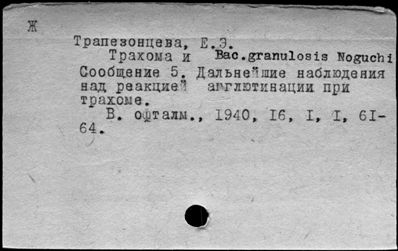 Ж
Трапезонцева, Е.Э.
Трахома и Bac.granulosis Noguchi
Сообщение 5. Дальнейшие наблюдения
над реакцией агглютинации при
трахоме.
В. офталм., 1940, 16, I, I, 61-
64.